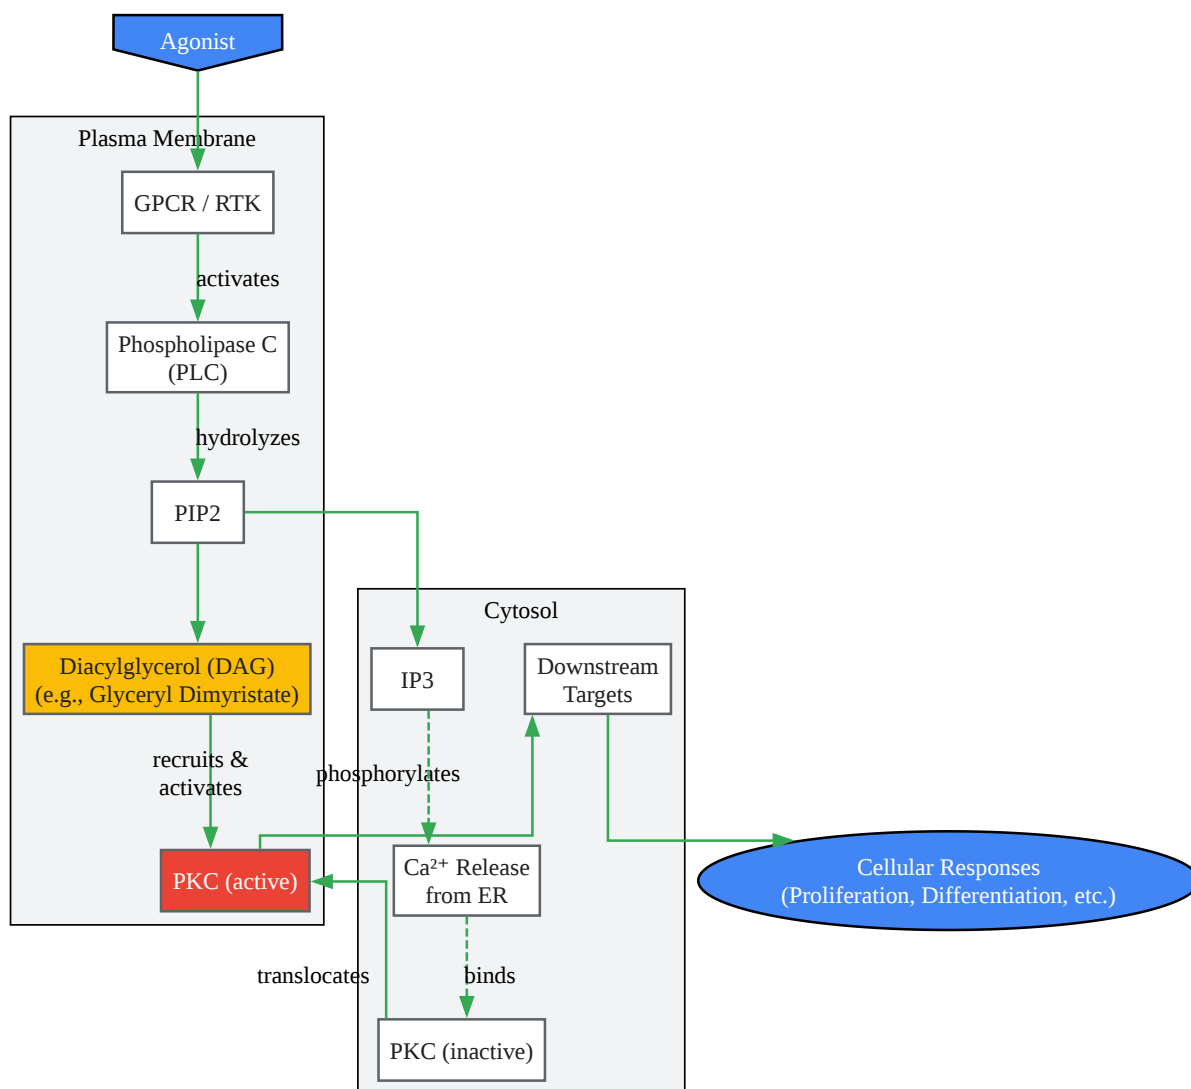 Agonist
Plasma Membrane
GPCR / RTK
activates
Phospholipase C
(PLC)
hydrolyzes
PIP2
Cytosol
Diacylglycerol (DAG)
(e.g., Glyceryl Dimyristate)
IP3
Downstream
Targets
recruits &
activates
phosphorylates
PKC (active)
Ca²⁺ Release
from ER
Cellular Responses
(Proliferation, Differentiation, etc.)
translocates
binds
PKC (inactive)